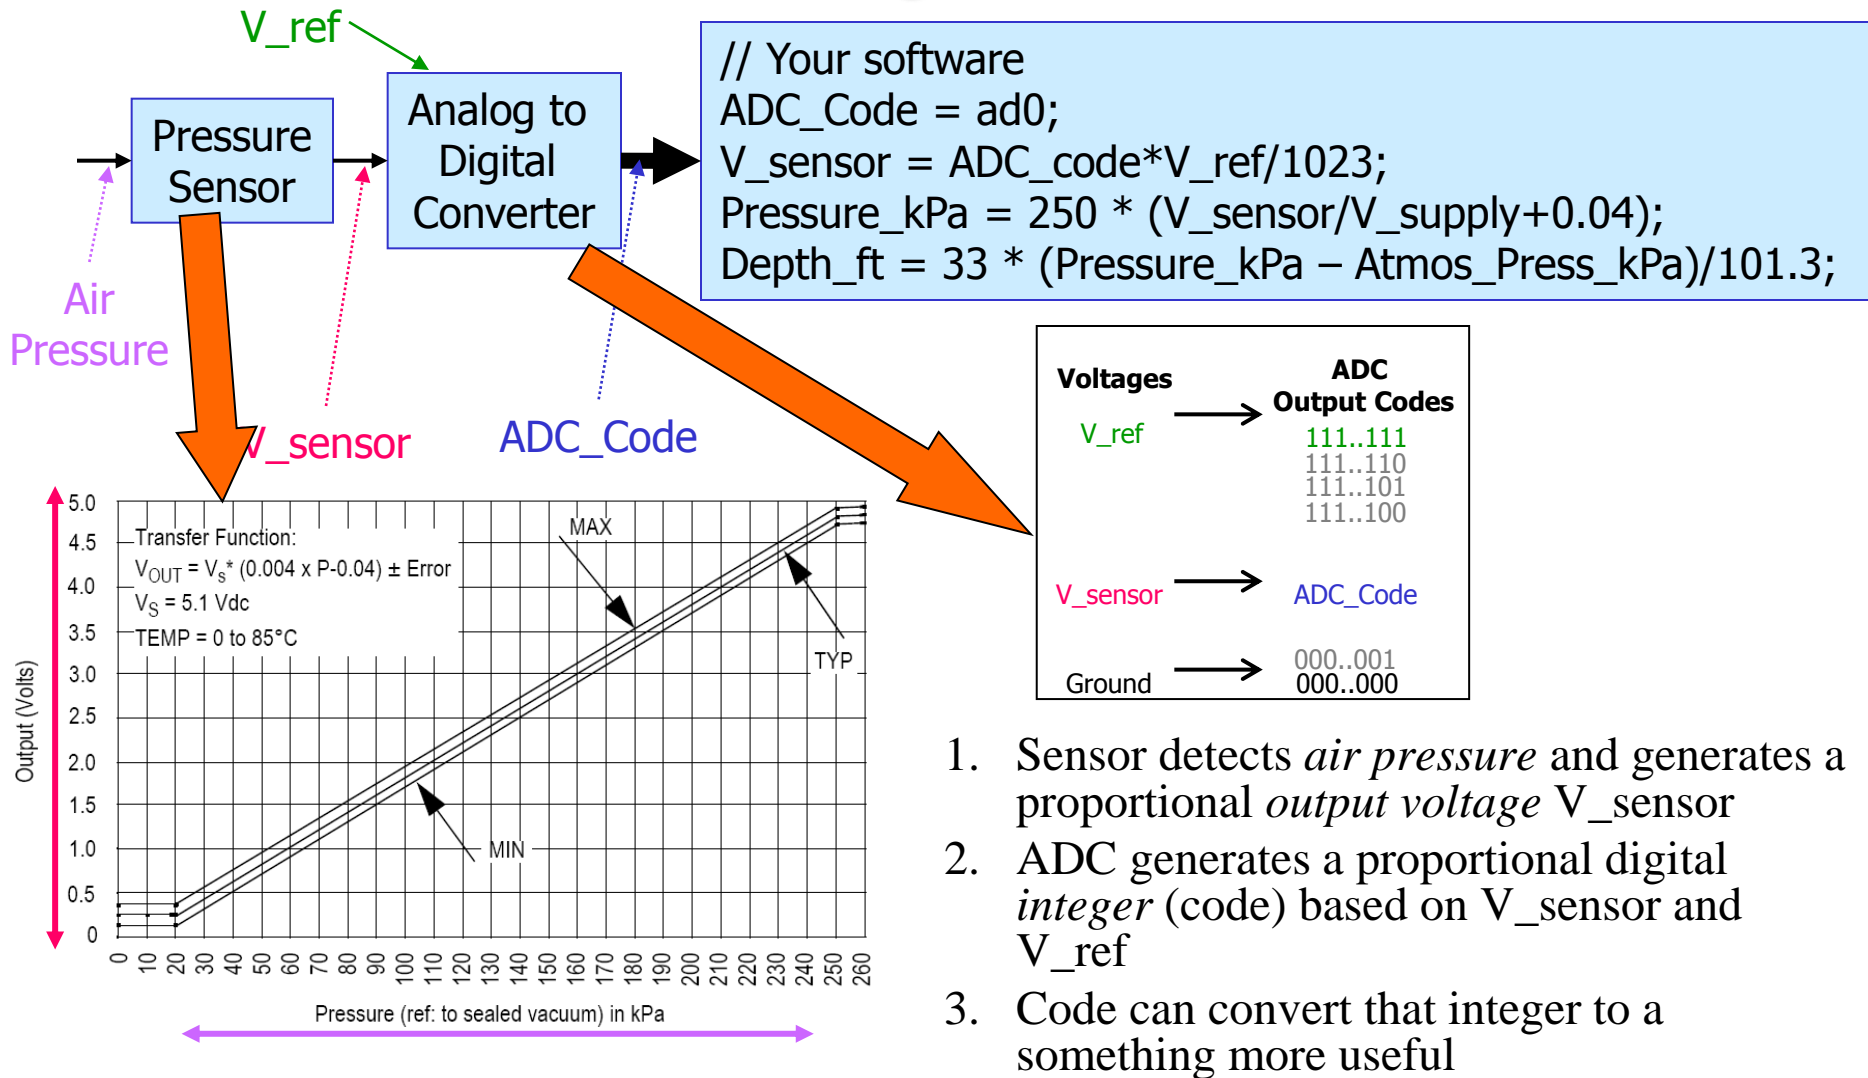 V_ref
// Your software
ADC_Code = ad0;
V_sensor = ADC_code*V_ref/1023;
Pressure_kPa = 250 * (V_sensor/V_supply+0.04);
Depth_ft = 33 * (Pressure_kPa – Atmos_Press_kPa)/101.3;
Pressure
Sensor
Analog to
Digital
Converter
Air
Pressure
V_sensor
ADC_Code
Voltages
ADC
Output Codes
V_ref
111..111
111..110
111..101
111..100
V_sensor
ADC_Code
000..001
Ground
000..000
Transfer Function:
V_OUT = V_s* (0.004 x P-0.04) ± Error
V_S = 5.1 Vdc
TEMP = 0 to 85°C
MAX
TYP
MIN
Output (Volts)
5.0
4.5
4.0
3.5
3.0
2.5
2.0
1.5
1.0
0.5
0
0 10 20 30 40 50 60 70 80 90 100 110 120 130 140 150 160 170 180 190 200 210 220 230 240 250 260
Pressure (ref: to sealed vacuum) in kPa
1. Sensor detects air pressure and generates a
proportional output voltage V_sensor
2. ADC generates a proportional digital
integer (code) based on V_sensor and
V_ref
3. Code can convert that integer to a
something more useful